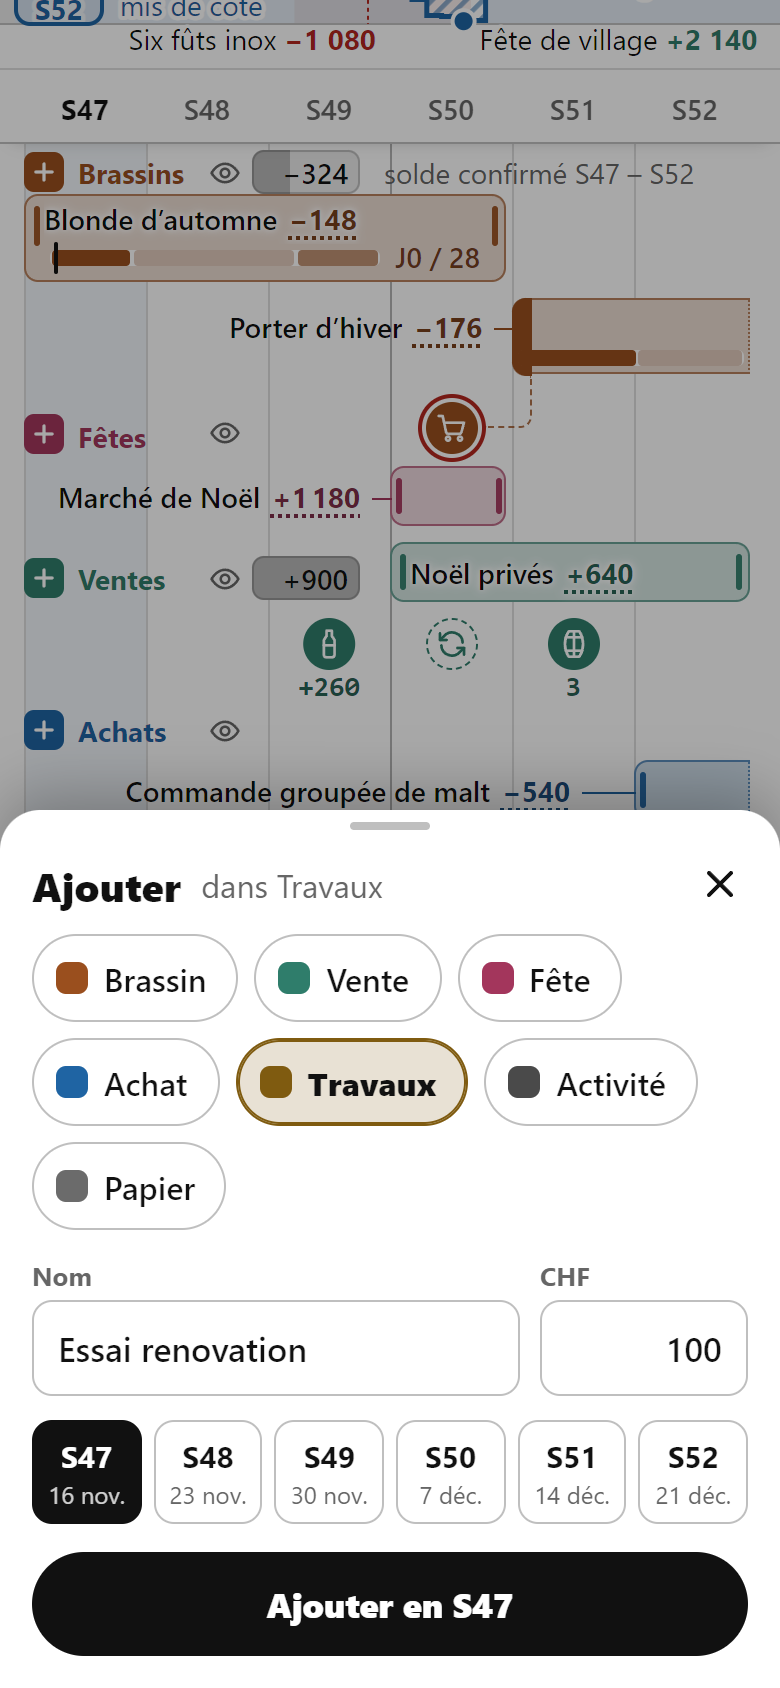 S52 mis de côté
Six fûts inox −1 080 Fête de village +2 140
S47 S48 S49 S50 S51 S52
Brassins −324 solde confirmé S47 – S52
Blonde d’automne −148
J0 / 28
Porter d’hiver −176
Fêtes
Marché de Noël +1 180
Ventes +900 Noël privés +640
+260 3
Achats
Commande groupée de malt −540
Ajouter dans Travaux
Brassin Vente Fête
Achat Travaux Activité
Papier
Nom CHF
Essai renovation 100
S47 S48 S49 S50 S51 S52
16 nov. 23 nov. 30 nov. 7 déc. 14 déc. 21 déc.
Ajouter en S47